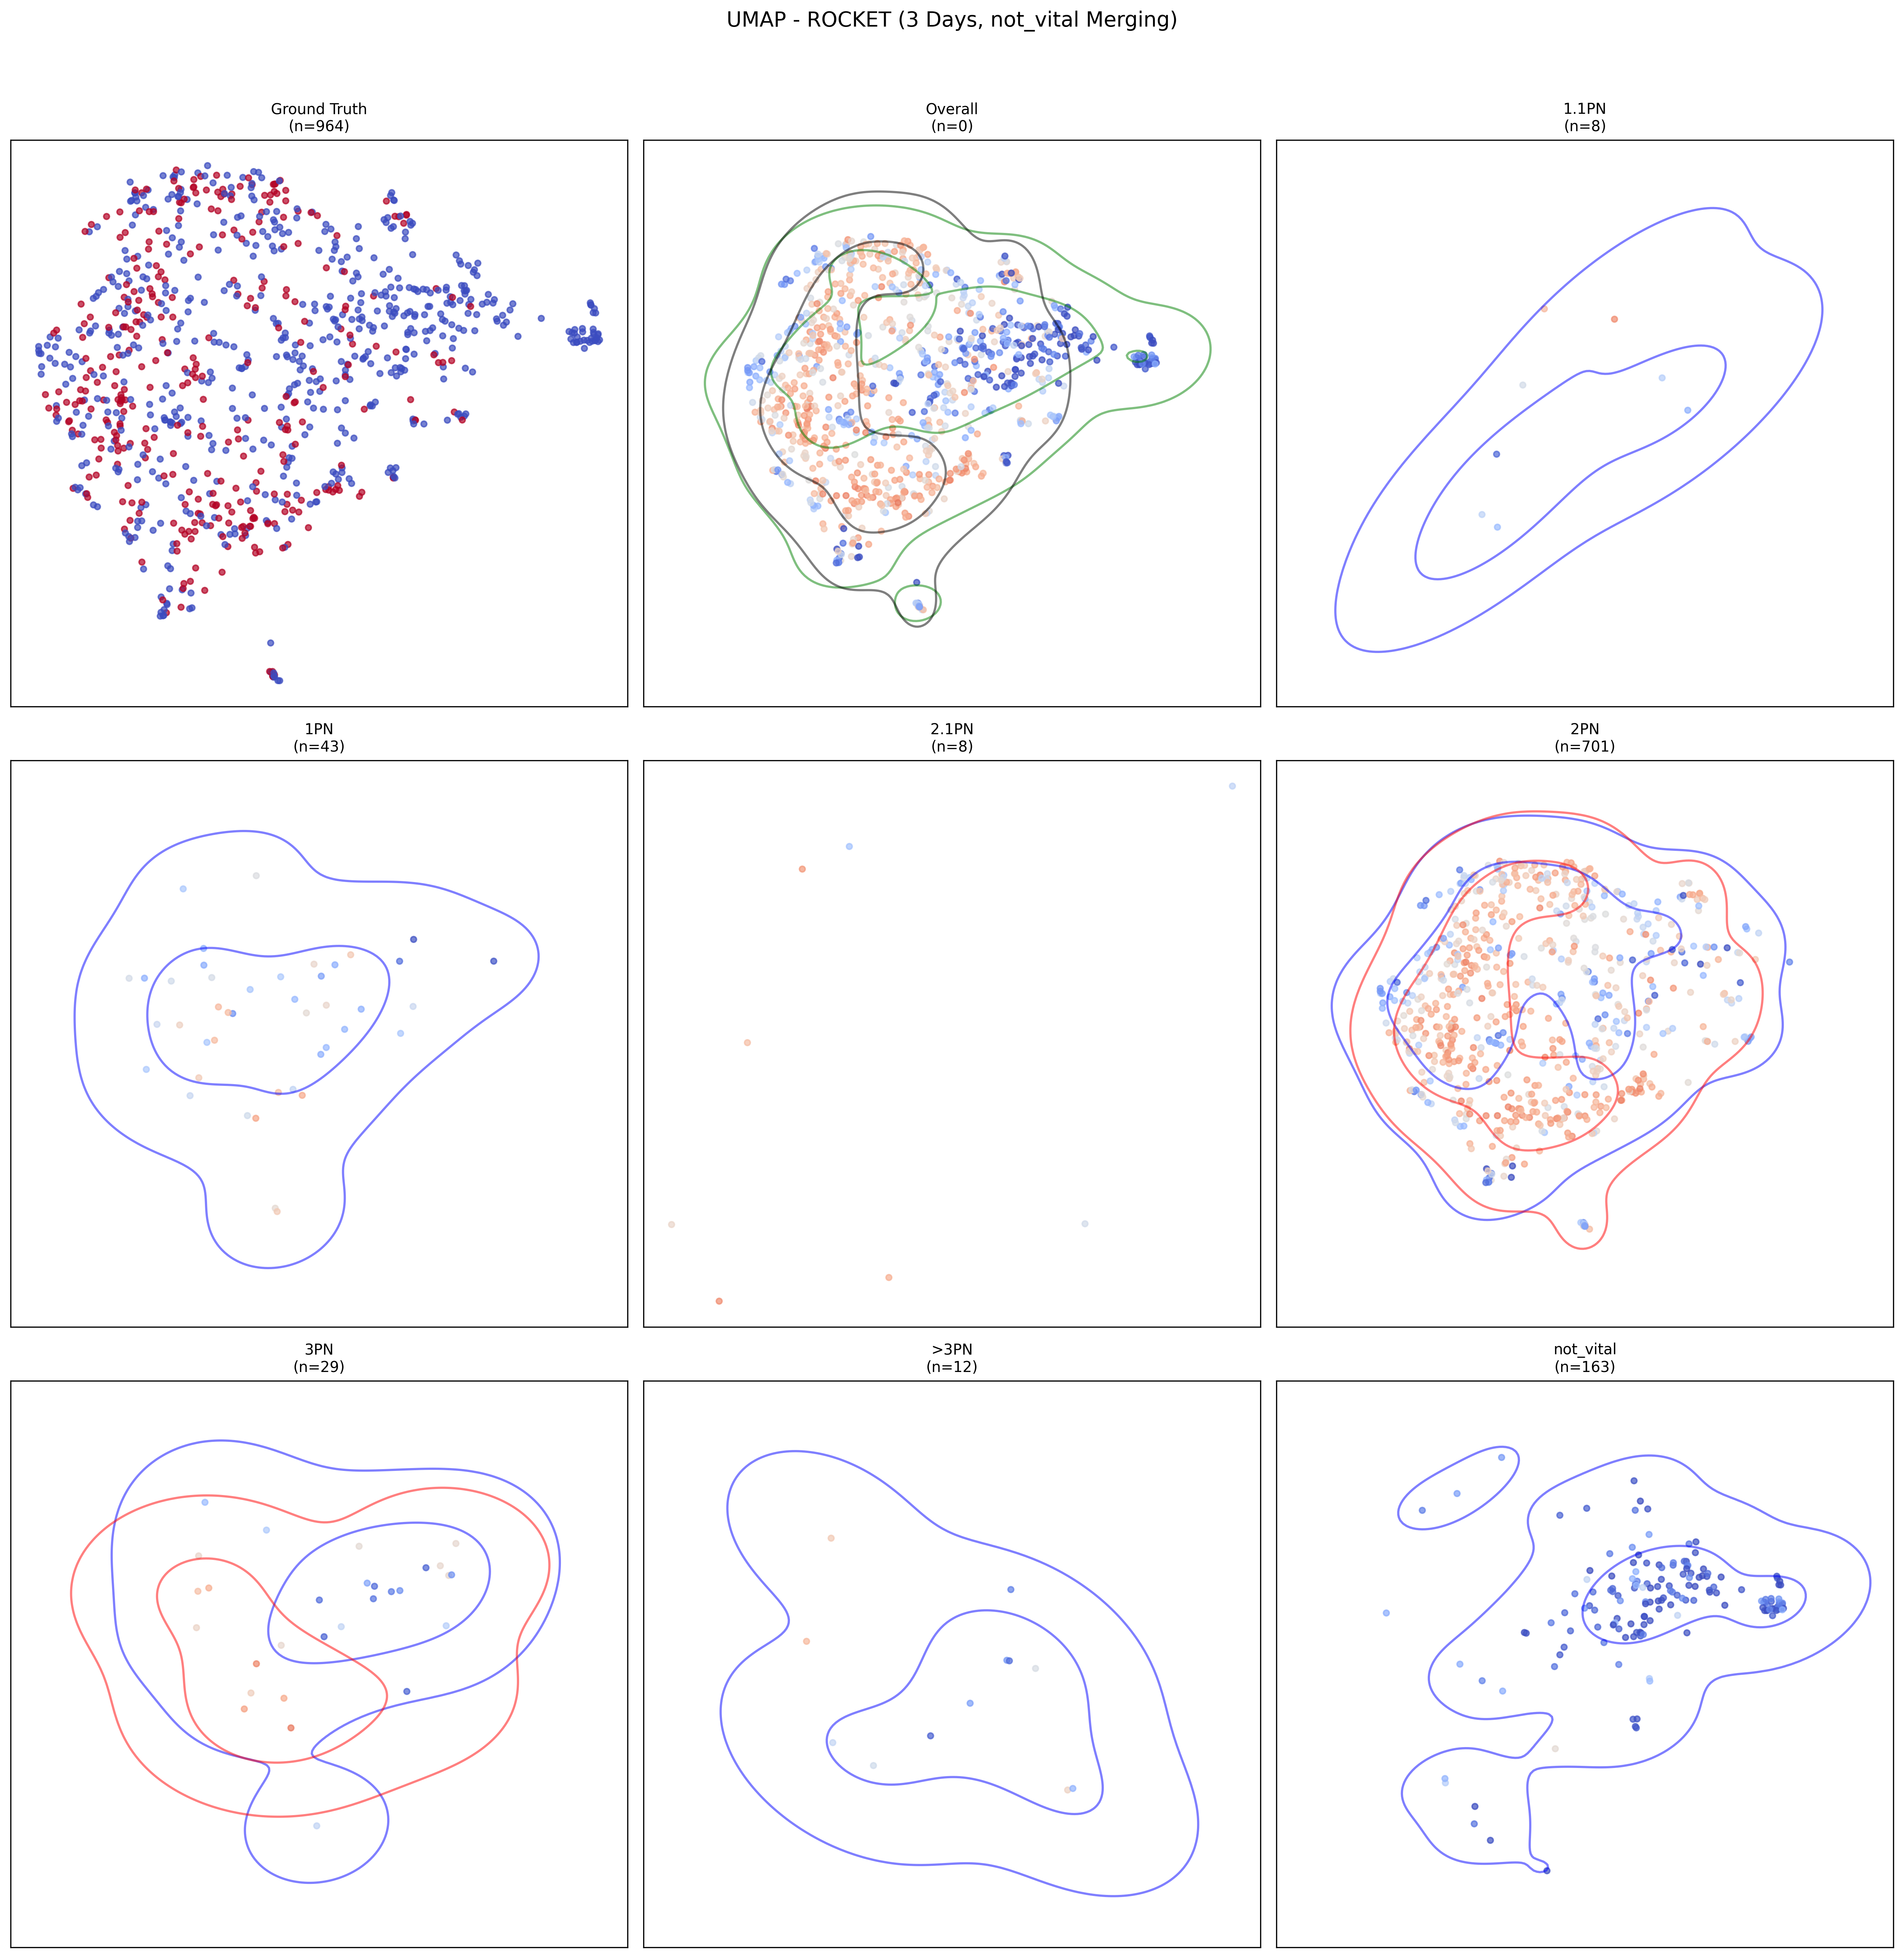 UMAP - ROCKET (3 Days, not_vital Merging)
Ground Truth
(n=964)
Overall
(n=0)
1.1PN
(n=8)
1PN
(n=43)
2.1PN
(n=8)
2PN
(n=701)
3PN
(n=29)
>3PN
(n=12)
not_vital
(n=163)